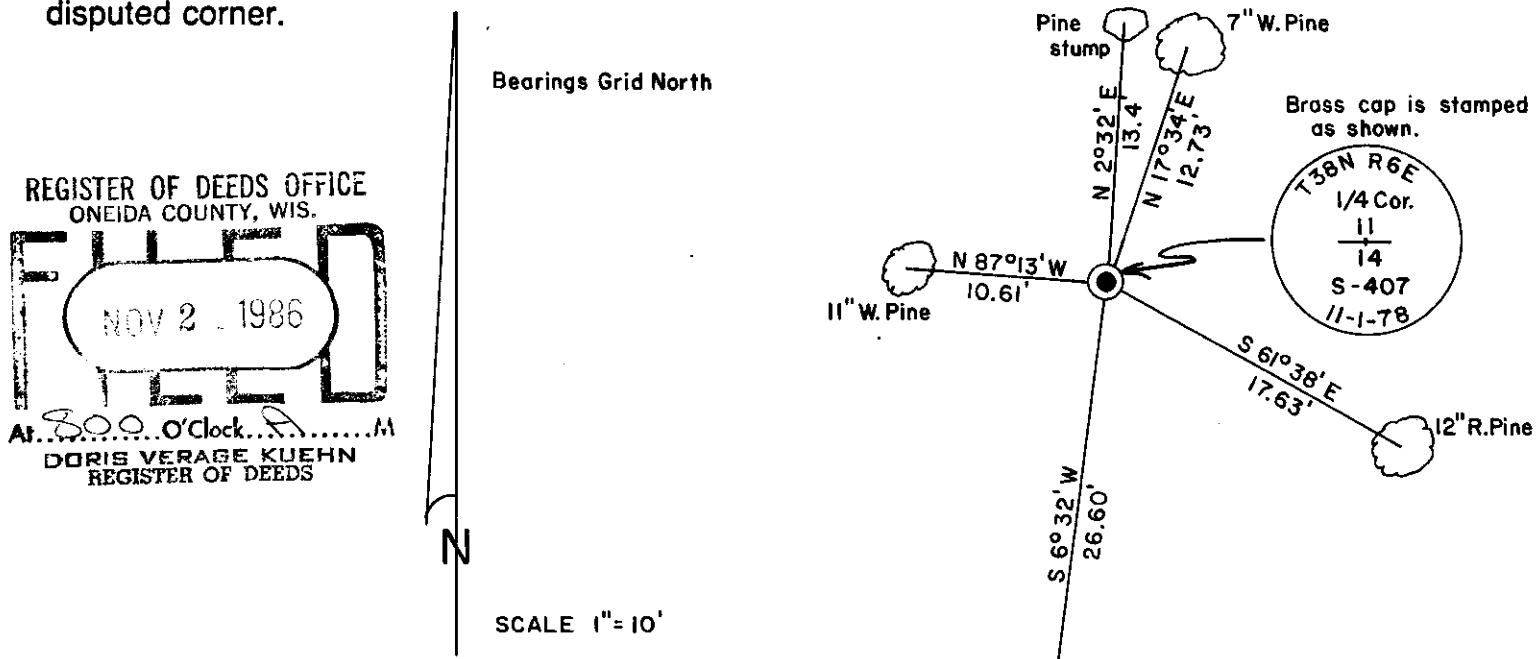 disputed corner.
Bearings Grid North
REGISTER OF DEEDS OFFICE
ONEIDA COUNTY, WIS.
FILED
NOV 2 1986
At 800 O'Clock A M
DORIS VERAGE KUEHN
REGISTER OF DEEDS
N
SCALE 1"= 10'
Pine
stump
7" W. Pine
N 2°32' E
13.4'
N 17°34' E
12.73'
Brass cap is stamped
as shown.
T38N R6E
1/4 Cor.
11
14
S-407
11-1-78
N 87°13' W
10.61'
11" W. Pine
S 61°38' E
17.63'
12" R. Pine
S 6°32' W
26.60'